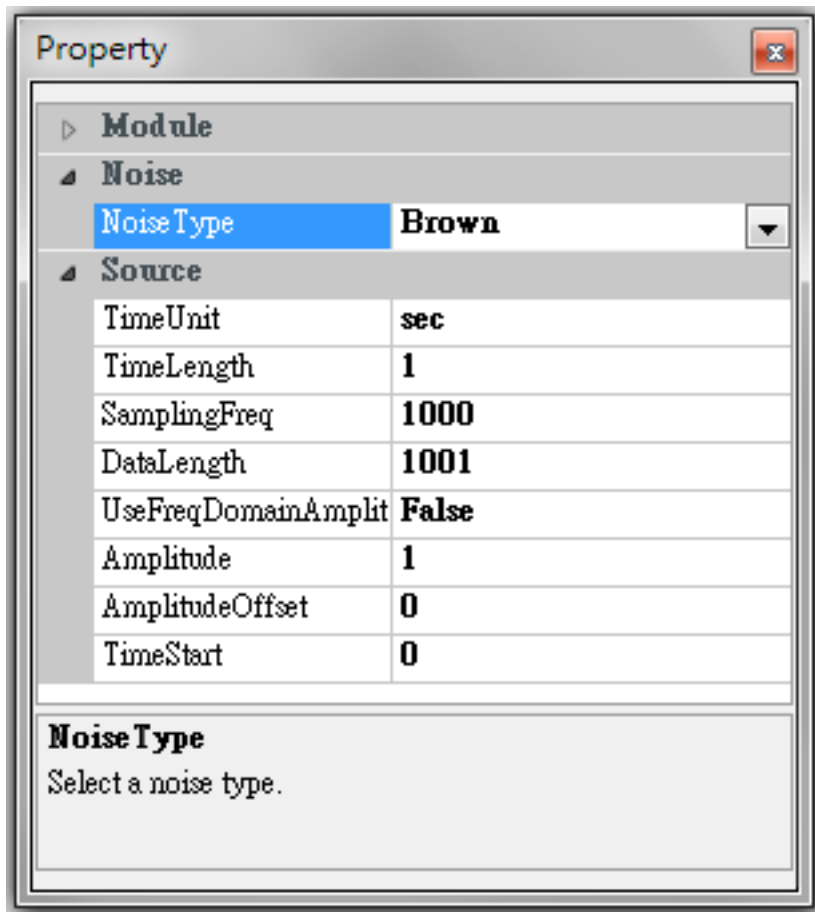 Property
Module
Noise
NoiseType Brown
Source
TimeUnit sec
TimeLength 1
SamplingFreq 1000
DataLength 1001
UseFreqDomainAmplit False
Amplitude 1
AmplitudeOffset 0
TimeStart 0
NoiseType
Select a noise type.